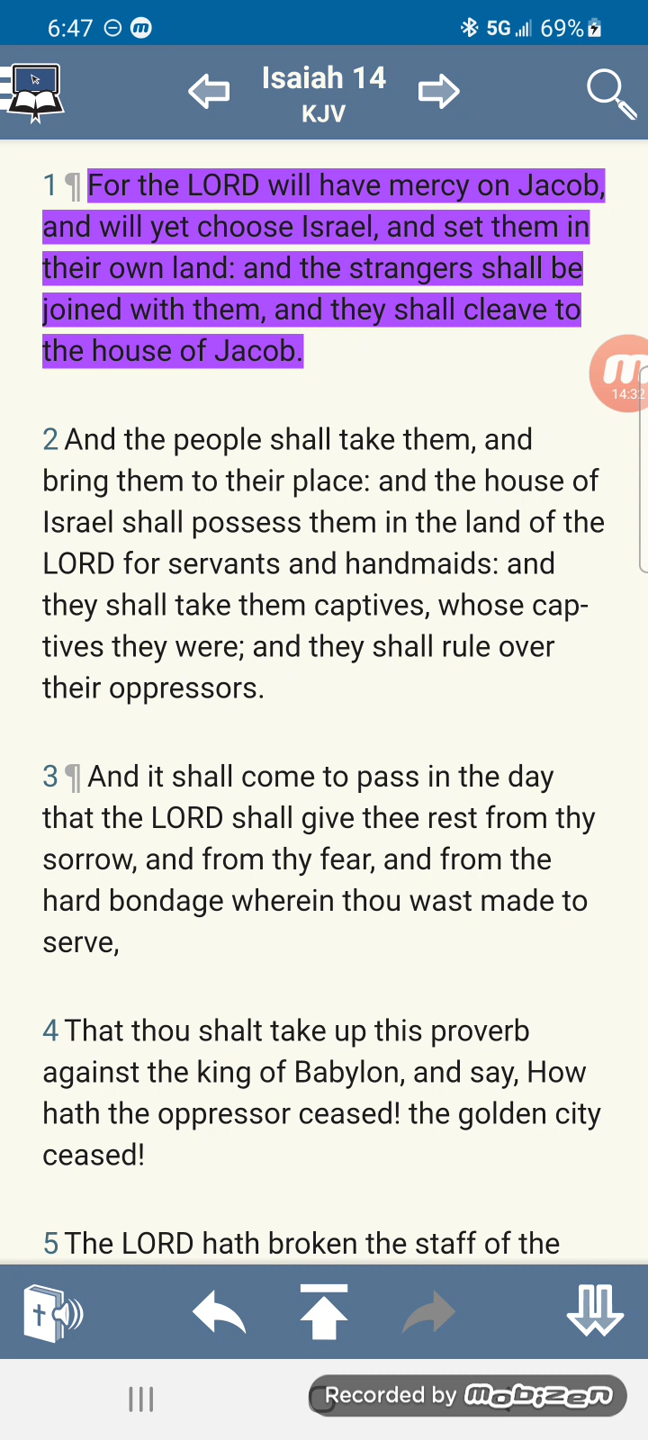 6:47
5G 69%
Isaiah 14
KJV
1 ¶ For the LORD will have mercy on Jacob,
and will yet choose Israel, and set them in
their own land: and the strangers shall be
joined with them, and they shall cleave to
the house of Jacob.
14:32
2 And the people shall take them, and
bring them to their place: and the house of
Israel shall possess them in the land of the
LORD for servants and handmaids: and
they shall take them captives, whose cap-
tives they were; and they shall rule over
their oppressors.
3 ¶ And it shall come to pass in the day
that the LORD shall give thee rest from thy
sorrow, and from thy fear, and from the
hard bondage wherein thou wast made to
serve,
4 That thou shalt take up this proverb
against the king of Babylon, and say, How
hath the oppressor ceased! the golden city
ceased!
5 The LORD hath broken the staff of the
Recorded by mobizen